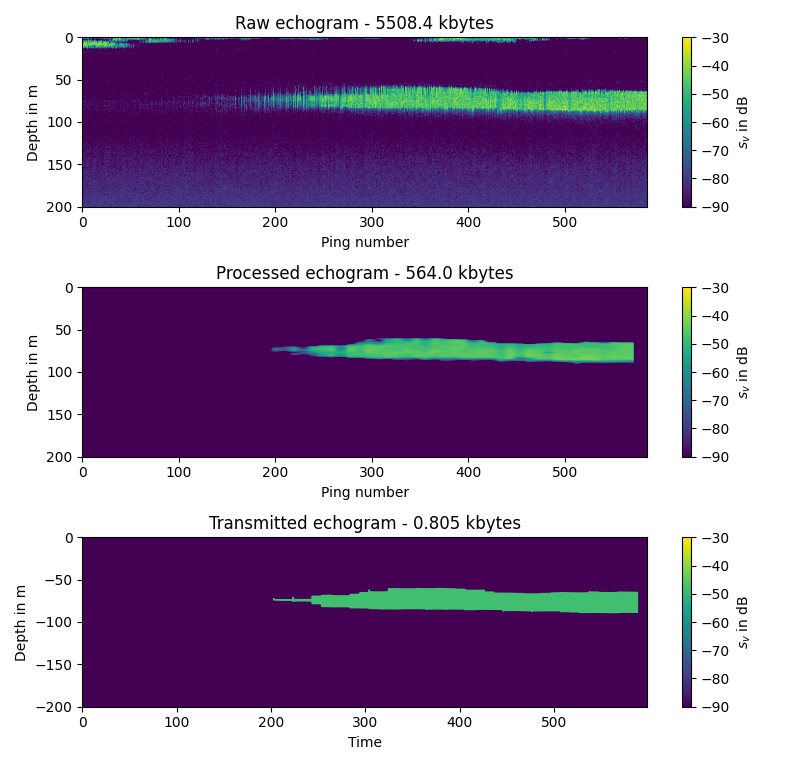 Raw echogram - 5508.4 kbytes
0
50
100
150
200
Depth in m
0 100 200 300 400 500
Ping number
−30
−40
−50
−60
−70
−80
−90
sv in dB
Processed echogram - 564.0 kbytes
0
50
100
150
200
Depth in m
0 100 200 300 400 500
Ping number
−30
−40
−50
−60
−70
−80
−90
sv in dB
Transmitted echogram - 0.805 kbytes
0
−50
−100
−150
−200
Depth in m
0 100 200 300 400 500
Time
−30
−40
−50
−60
−70
−80
−90
sv in dB